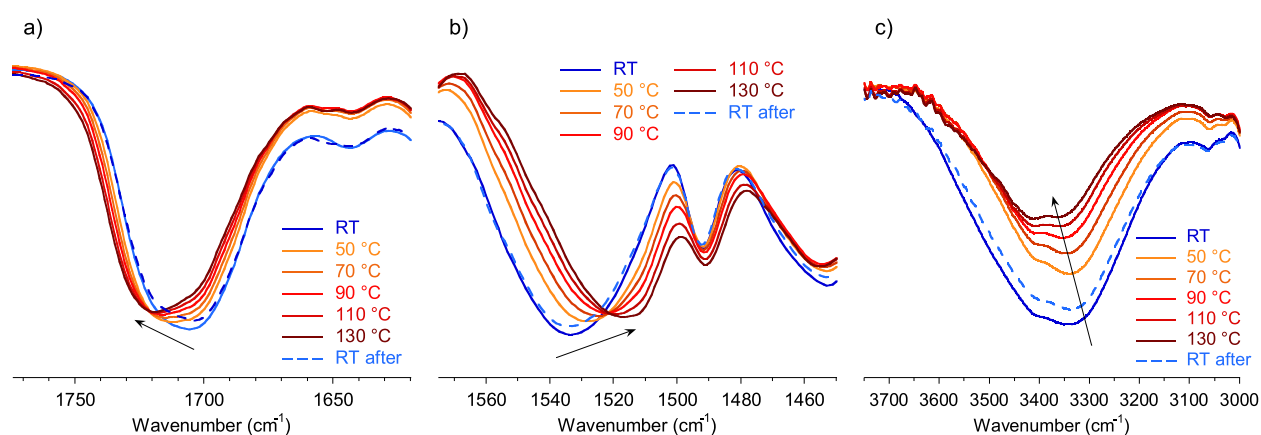 a)
RT
50 °C
70 °C
90 °C
110 °C
130 °C
RT after
1750
1700
1650
Wavenumber (cm-1)
b)
RT
50 °C
70 °C
90 °C
110 °C
130 °C
RT after
1560
1540
1520
1500
1480
1460
Wavenumber (cm-1)
c)
RT
50 °C
70 °C
90 °C
110 °C
130 °C
RT after
3700
3600
3500
3400
3300
3200
3100
3000
Wavenumber (cm-1)